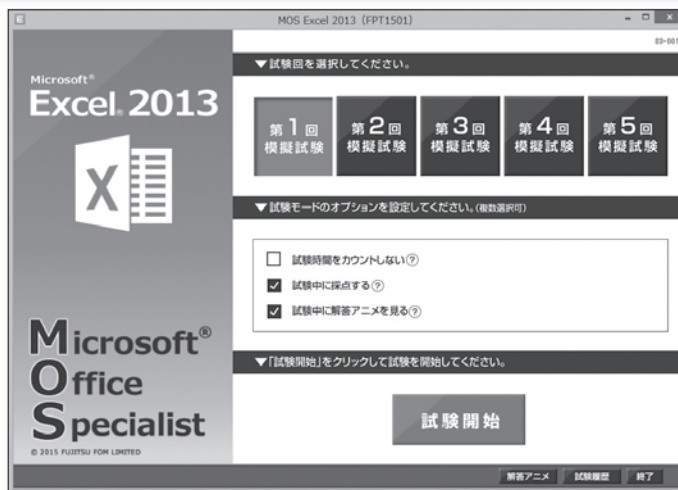 MOS Excel 2013 (FPT1501)
Microsoft®
Excel® 2013
▼試験回を選択してください。
第1回
模擬試験
第2回
模擬試験
第3回
模擬試験
第4回
模擬試験
第5回
模擬試験
▼試験モードのオプションを設定してください。(複数選択可)
試験時間をカウントしない?
試験中に採点する?
試験中に解答アニメを見る?
Microsoft®
Office
Specialist
© 2015 FUJITSU FOM LIMITED
▼「試験開始」をクリックして試験を開始してください。
試験開始
解答アニメ 試験履歴 終了